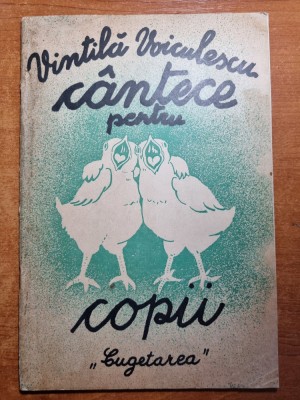 Vintilă Voiculescu
cântece
pentru
copii
„Cugetarea"